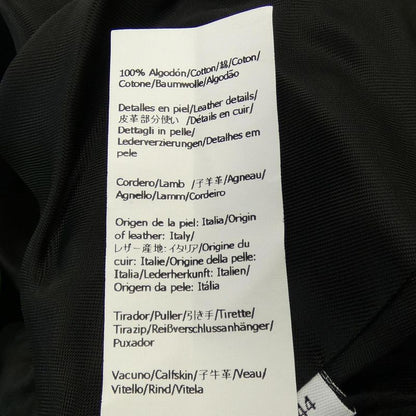 100% Algodón/Cotton/綿/Coton/
Cotone/Baumwolle/Algodão
Detalles en piel/Leather details/
皮革部分使い /Détails en cuir/
Dettagli in pelle/
Lederverzierungen/Detalhes em
pele
Cordero/Lamb /子羊革/Agneau/
Agnello/Lamm/Cordeiro
Origen de la piel: Italia/Origin
of leather: Italy/
レザー産地: イタリア/Origine du
cuir: Italie/Origine della pelle:
Italia/Lederherkunft: Italien/
Origem da pele: Itália
Tirador/Puller/引き手/Tirette/
Tirazip/Reißverschlussanhänger/
Puxador
Vacuno/Calfskin/子牛革/Veau/
Vitello/Rind/Vitela
44